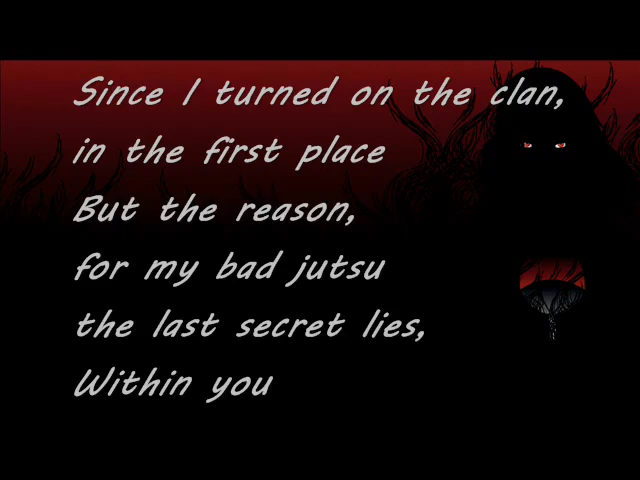 Since I turned on the clan,
in the first place
But the reason,
for my bad jutsu
the last secret lies,
Within you